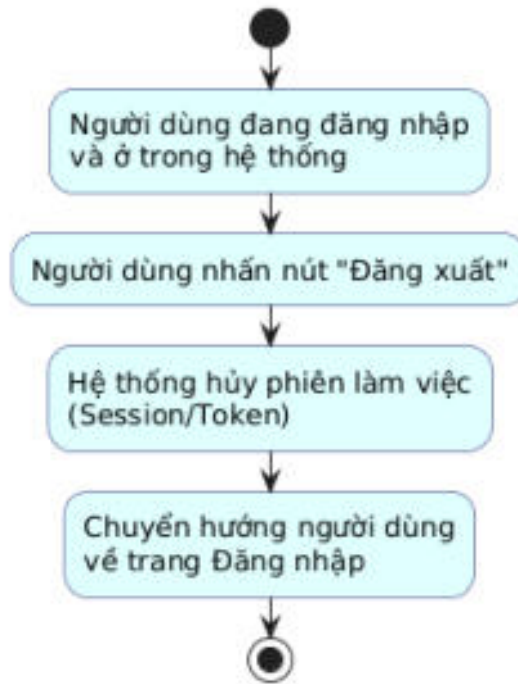 Người dùng đang đăng nhập
và ở trong hệ thống
Người dùng nhấn nút "Đăng xuất"
Hệ thống hủy phiên làm việc
(Session/Token)
Chuyển hướng người dùng
về trang Đăng nhập